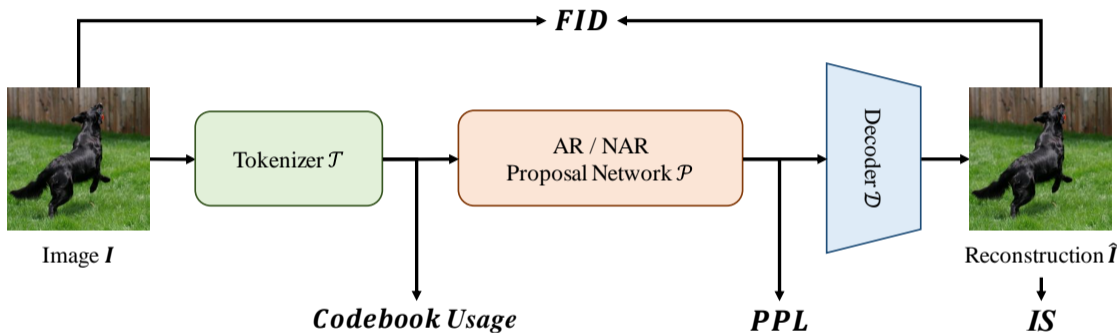 FID
Tokenizer 𝒯
AR / NAR
Proposal Network 𝒫
Decoder 𝒟
Image I
Reconstruction Î
Codebook Usage
PPL
IS